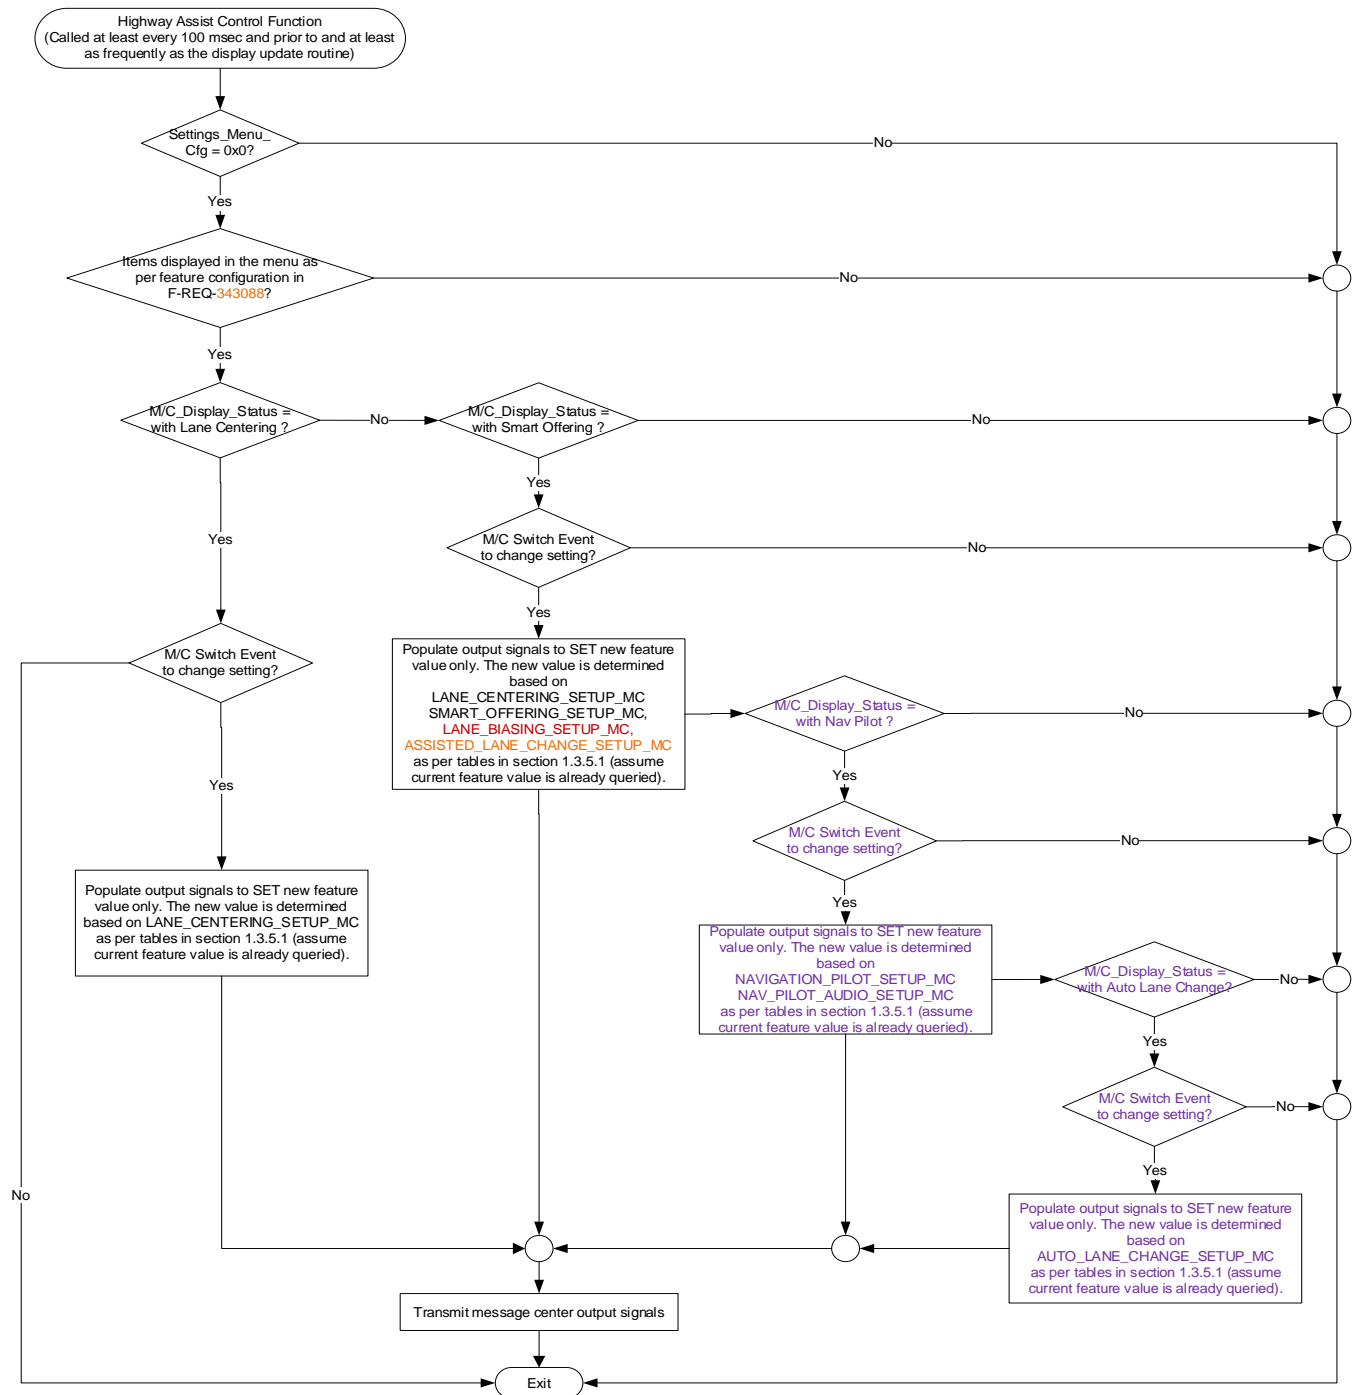 Highway Assist Control Function
(Called at least every 100 msec and prior to and at least
as frequently as the display update routine)
Settings_Menu_
Cfg = 0x0?
No
Yes
Items displayed in the menu as
per feature configuration in
F-REQ-343088?
No
Yes
M/C_Display_Status =
with Lane Centering ?
No
M/C_Display_Status =
with Smart Offering ?
No
Yes
Yes
M/C Switch Event
to change setting?
No
Yes
M/C Switch Event
to change setting?
Populate output signals to SET new feature
value only. The new value is determined
based on
LANE_CENTERING_SETUP_MC
SMART_OFFERING_SETUP_MC,
LANE_BIASING_SETUP_MC,
ASSISTED_LANE_CHANGE_SETUP_MC
as per tables in section 1.3.5.1 (assume
current feature value is already queried).
M/C_Display_Status =
with Nav Pilot ?
No
Yes
Yes
M/C Switch Event
to change setting?
No
Yes
Populate output signals to SET new feature
value only. The new value is determined
based on LANE_CENTERING_SETUP_MC
as per tables in section 1.3.5.1 (assume
current feature value is already queried).
Populate output signals to SET new feature
value only. The new value is determined
based on
NAVIGATION_PILOT_SETUP_MC
NAV_PILOT_AUDIO_SETUP_MC
as per tables in section 1.3.5.1 (assume
current feature value is already queried).
M/C_Display_Status =
with Auto Lane Change?
No
Yes
M/C Switch Event
to change setting?
No
Yes
No
Populate output signals to SET new feature
value only. The new value is determined
based on
AUTO_LANE_CHANGE_SETUP_MC
as per tables in section 1.3.5.1 (assume
current feature value is already queried).
Transmit message center output signals
Exit